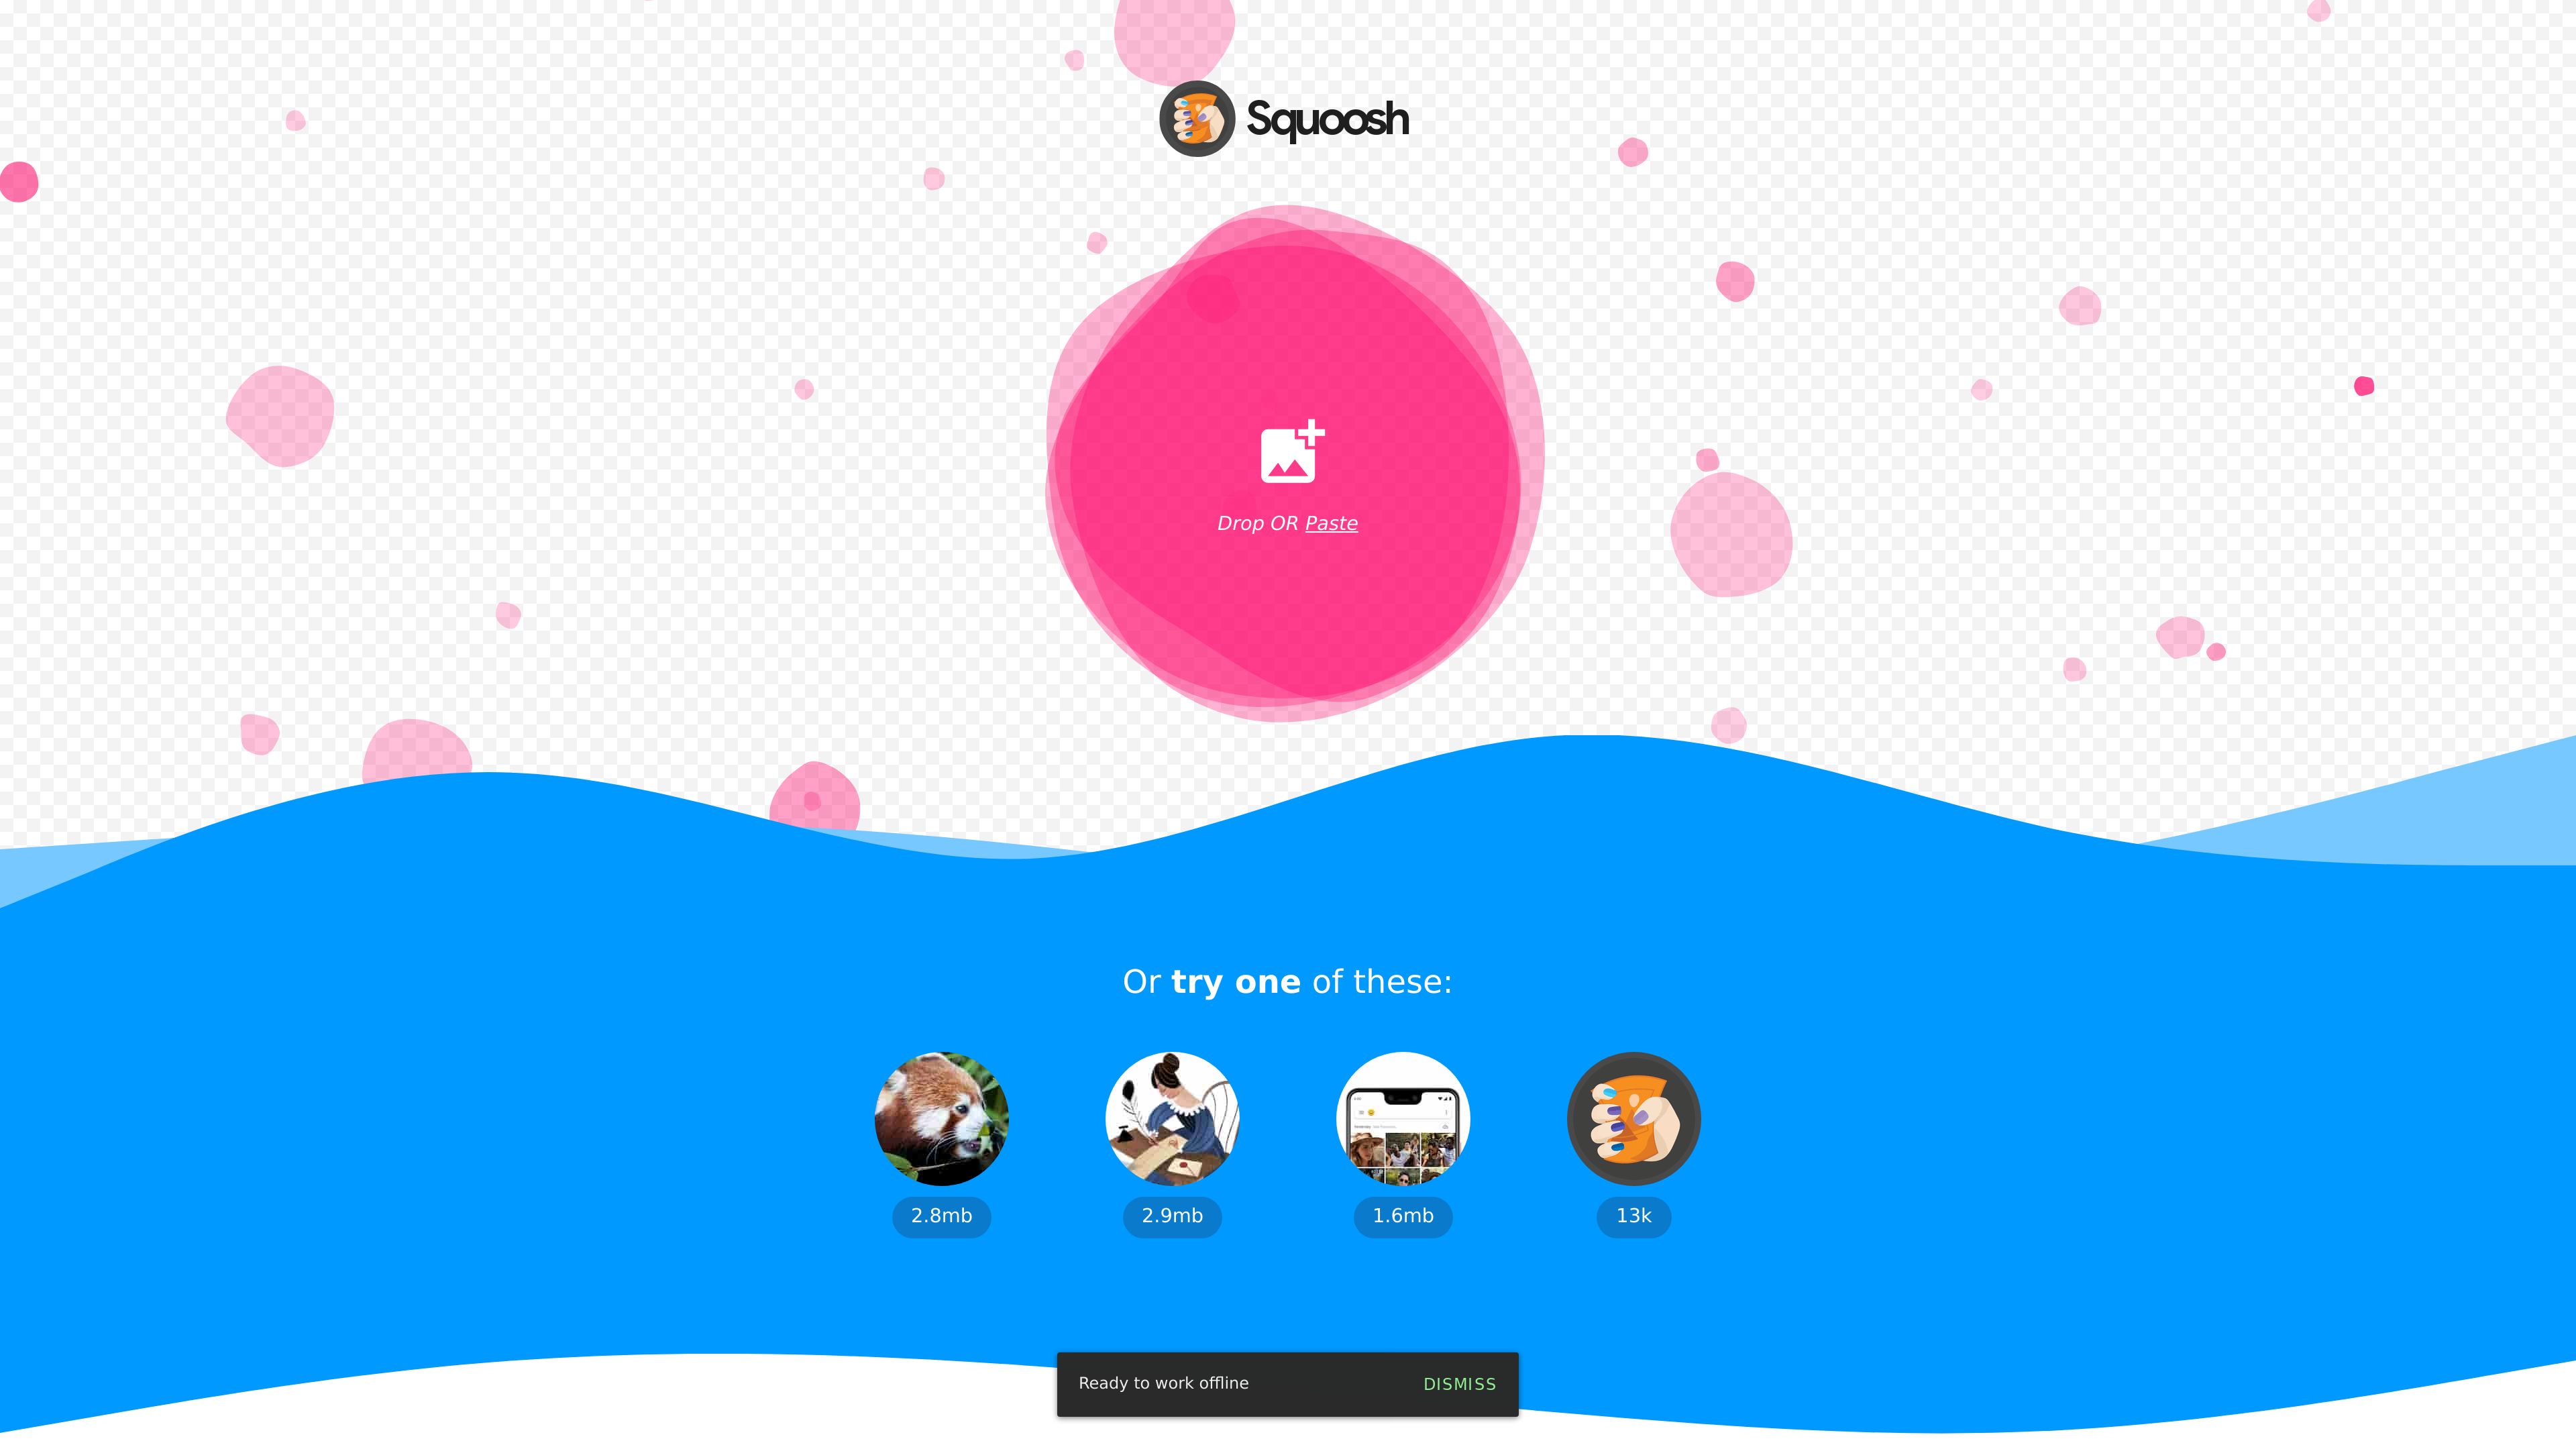 Squoosh
Drop OR Paste
Or try one of these:
2.8mb
2.9mb
1.6mb
13k
Ready to work offline
DISMISS